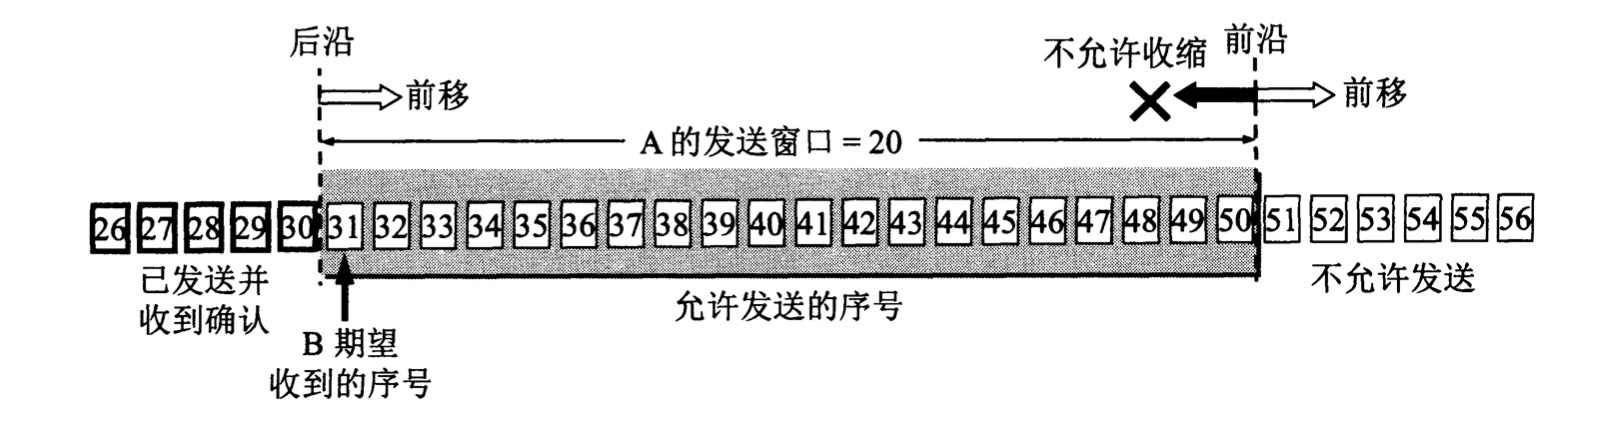 后沿
不允许收缩 前沿
前移
前移
A 的发送窗口 = 20
26 27 28 29 30 31 32 33 34 35 36 37 38 39 40 41 42 43 44 45 46 47 48 49 50 51 52 53 54 55 56
已发送并
收到确认
允许发送的序号
不允许发送
B 期望
收到的序号